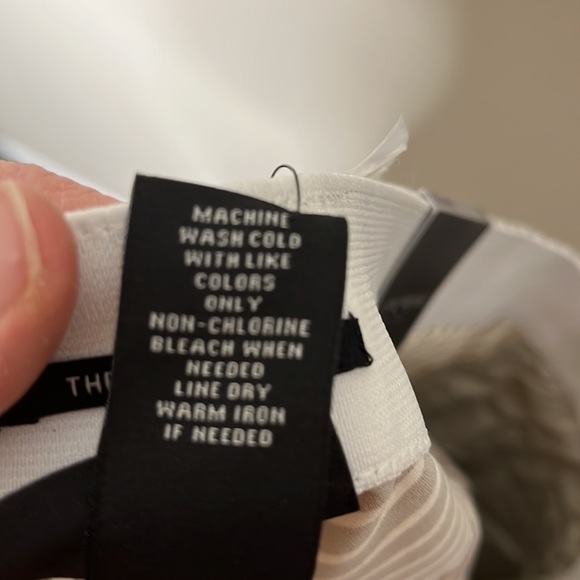 MACHINE
WASH COLD
WITH LIKE
COLORS
ONLY
NON-CHLORINE
BLEACH WHEN
NEEDED
LINE DRY
WARM IRON
IF NEEDED